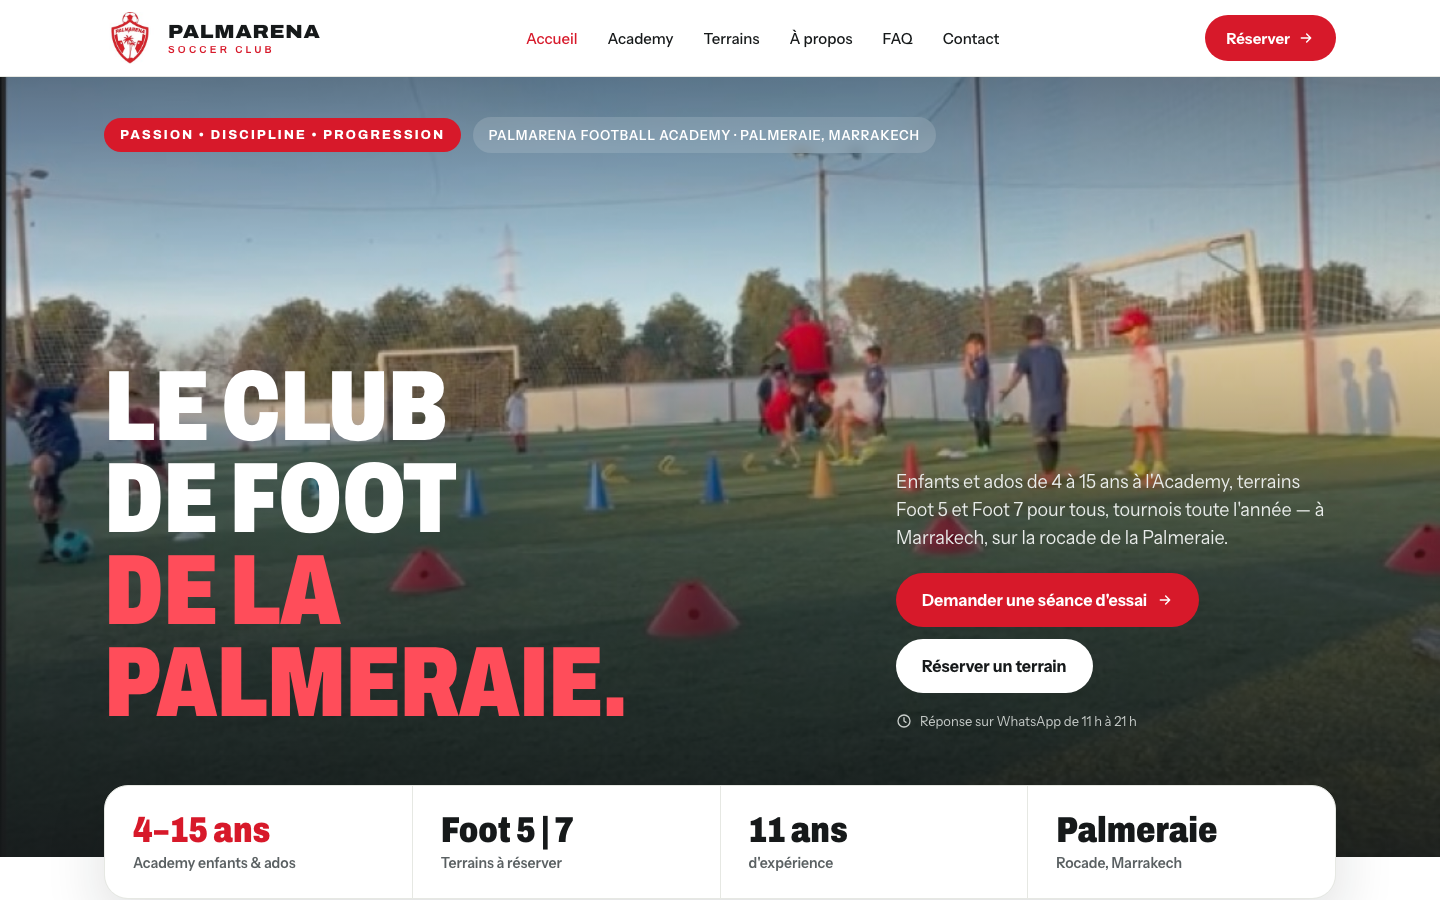 PALMARENA
SOCCER CLUB
Accueil
Academy
Terrains
À propos
FAQ
Contact
Réserver →
PASSION • DISCIPLINE • PROGRESSION
PALMARENA FOOTBALL ACADEMY · PALMERAIE, MARRAKECH
LE CLUB
DE FOOT
DE LA
PALMERAIE.
Enfants et ados de 4 à 15 ans à l'Academy, terrains
Foot 5 et Foot 7 pour tous, tournois toute l'année — à
Marrakech, sur la rocade de la Palmeraie.
Demander une séance d'essai →
Réserver un terrain
Réponse sur WhatsApp de 11 h à 21 h
4–15 ans
Academy enfants & ados
Foot 5 | 7
Terrains à réserver
11 ans
d'expérience
Palmeraie
Rocade, Marrakech